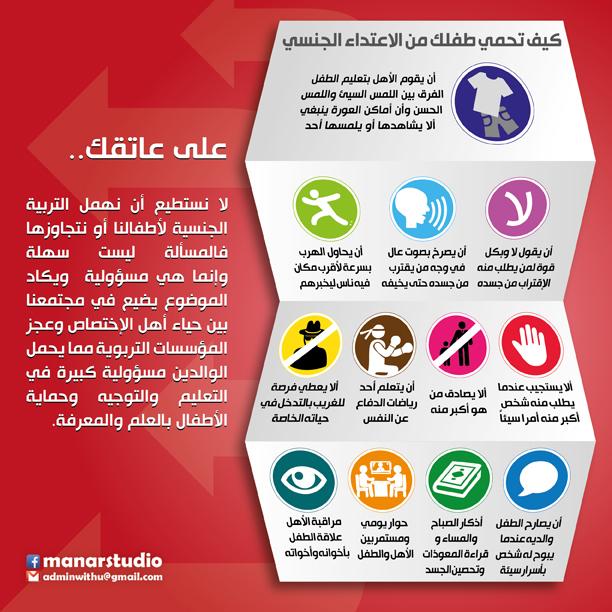 كيف تحمي طفلك من الاعتداء الجنسي
أن يقوم الأهل بتعليم الطفل
الفرق بين اللمس السيئ واللمس
الحسن وأن أماكن العورة ينبغي
ألا يشاهدها أو يلمسها أحد
لا
أن يقول لا وبكل
قوة لمن يطلب منه
الإقتراب من جسده
أن يصرخ بصوت عال
في وجه من يقترب
من جسده حتى يخيفه
أن يحاول الهرب
بسرعة لأقرب مكان
فيه ناس ليخبرهم
ألا يستجيب عندما
يطلب منه شخص
أكبر منه أمرا سيئاً
ألا يصادق من
هو أكبر منه
أن يتعلم أحد
رياضات الدفاع
عن النفس
ألا يعطي فرصة
للغريب بالتدخل في
حياته الخاصة
أن يصارح الطفل
والديه عندما
يبوح له شخص
بأسرار سيئة
أذكار الصباح
والمساء و
قراءة المعوذات
وتحصين الجسد
حوار يومي
ومستمر بين
الأهل والطفل
مراقبة الأهل
علاقة الطفل
بأخوانه وأخواته
على عاتقك..
لا نستطيع أن نهمل التربية
الجنسية لأطفالنا أو نتجاوزها
فالمسألة ليست سهلة
وإنما هي مسؤولية ويكاد
الموضوع يضيع في مجتمعنا
بين حياء أهل الإختصاص وعجز
المؤسسات التربوية مما يحمل
الوالدين مسؤولية كبيرة في
التعليم والتوجيه وحماية
الأطفال بالعلم والمعرفة.
manarstudio
adminwithu@gmail.com